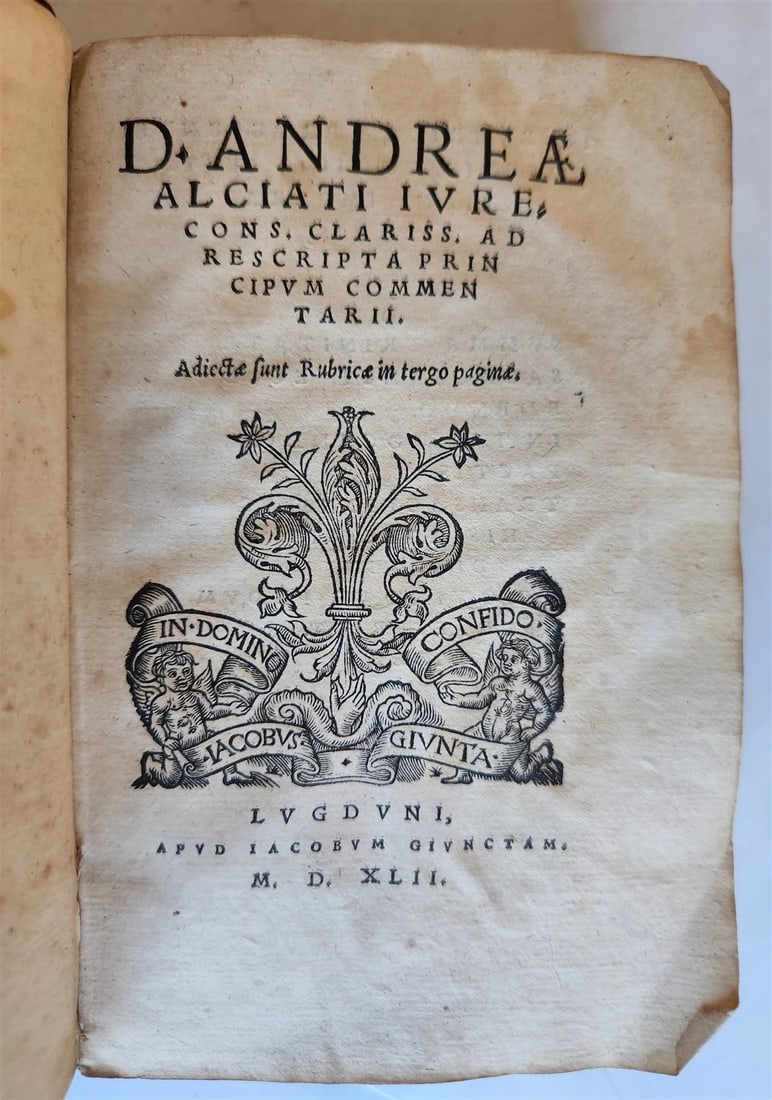 D. ANDREÆ
ALCIATI IVRE.
CONS. CLARISS. AD
RESCRIPTA PRIN
CIPVM COMMEN
TARII.
Adiectæ sunt Rubricæ in tergo paginæ.
IN·DOMINO
CONFIDO·
·IACOBVS
GIVNTA·
LVGDVNI,
APVD IACOBVM GIVNCTAM.
M. D. XLII.